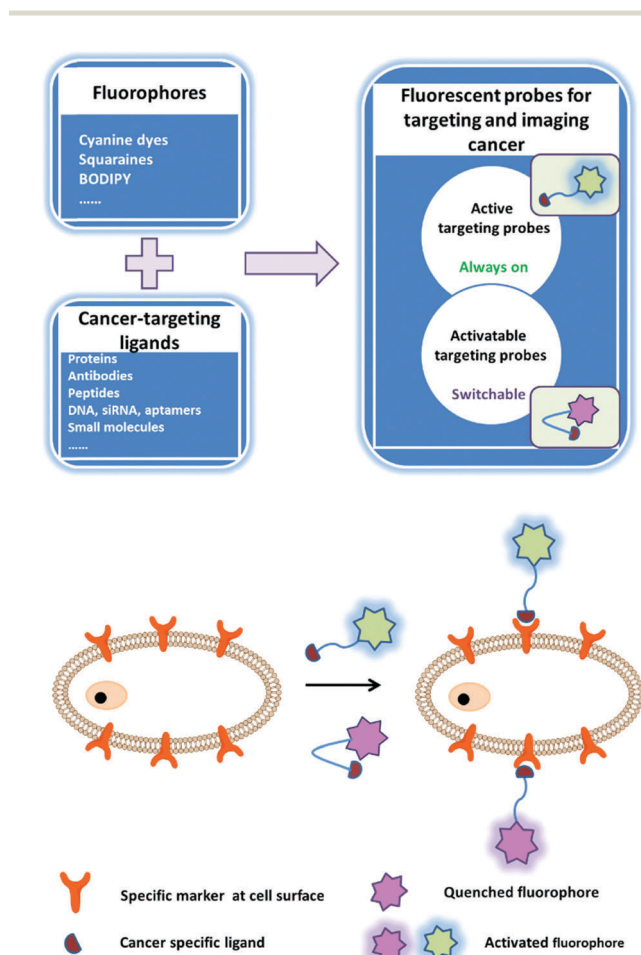 Fluorophores
Cyanine dyes
Squaraines
BODIPY
......
Cancer-targeting
ligands
Proteins
Antibodies
Peptides
DNA, siRNA, aptamers
Small molecules
......
Fluorescent probes for
targeting and imaging
cancer
Active
targeting probes
Always on
Activatable
targeting probes
Switchable
Specific marker at cell surface
Quenched fluorophore
Cancer specific ligand
Activated fluorophore